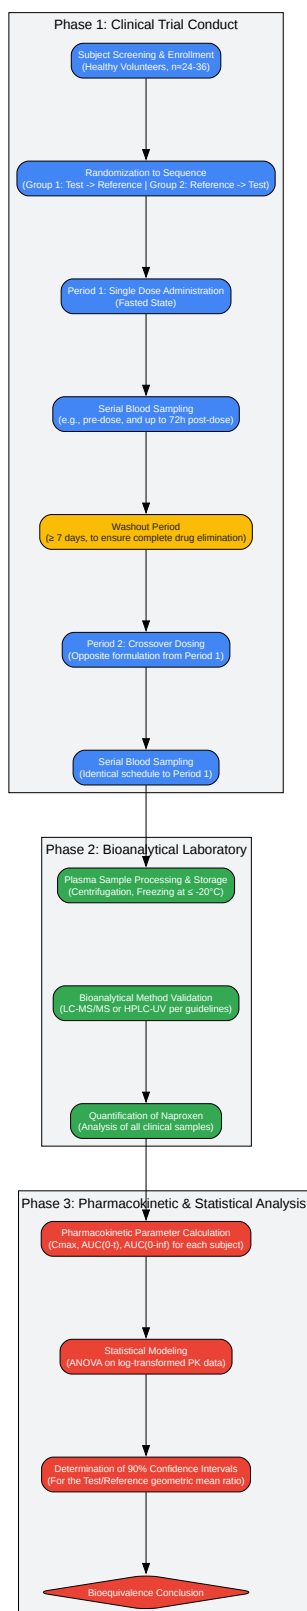 Phase 1: Clinical Trial Conduct
Subject Screening & Enrollment
(Healthy Volunteers, n=24-36)
Randomization to Sequence
(Group 1: Test -> Reference | Group 2: Reference -> Test)
Period 1: Single Dose Administration
(Fasted State)
Serial Blood Sampling
(e.g., pre-dose, and up to 72h post-dose)
Washout Period
(≥ 7 days, to ensure complete drug elimination)
Period 2: Crossover Dosing
(Opposite formulation from Period 1)
Serial Blood Sampling
(Identical schedule to Period 1)
Phase 2: Bioanalytical Laboratory
Plasma Sample Processing & Storage
(Centrifugation, Freezing at ≤ -20°C)
Bioanalytical Method Validation
(LC-MS/MS or HPLC-UV per guidelines)
Quantification of Naproxen
(Analysis of all clinical samples)
Phase 3: Pharmacokinetic & Statistical Analysis
Pharmacokinetic Parameter Calculation
(Cmax, AUC(0-t), AUC(0-inf) for each subject)
Statistical Modeling
(ANOVA on log-transformed PK data)
Determination of 90% Confidence Intervals
(For the Test/Reference geometric mean ratio)
Bioequivalence Conclusion